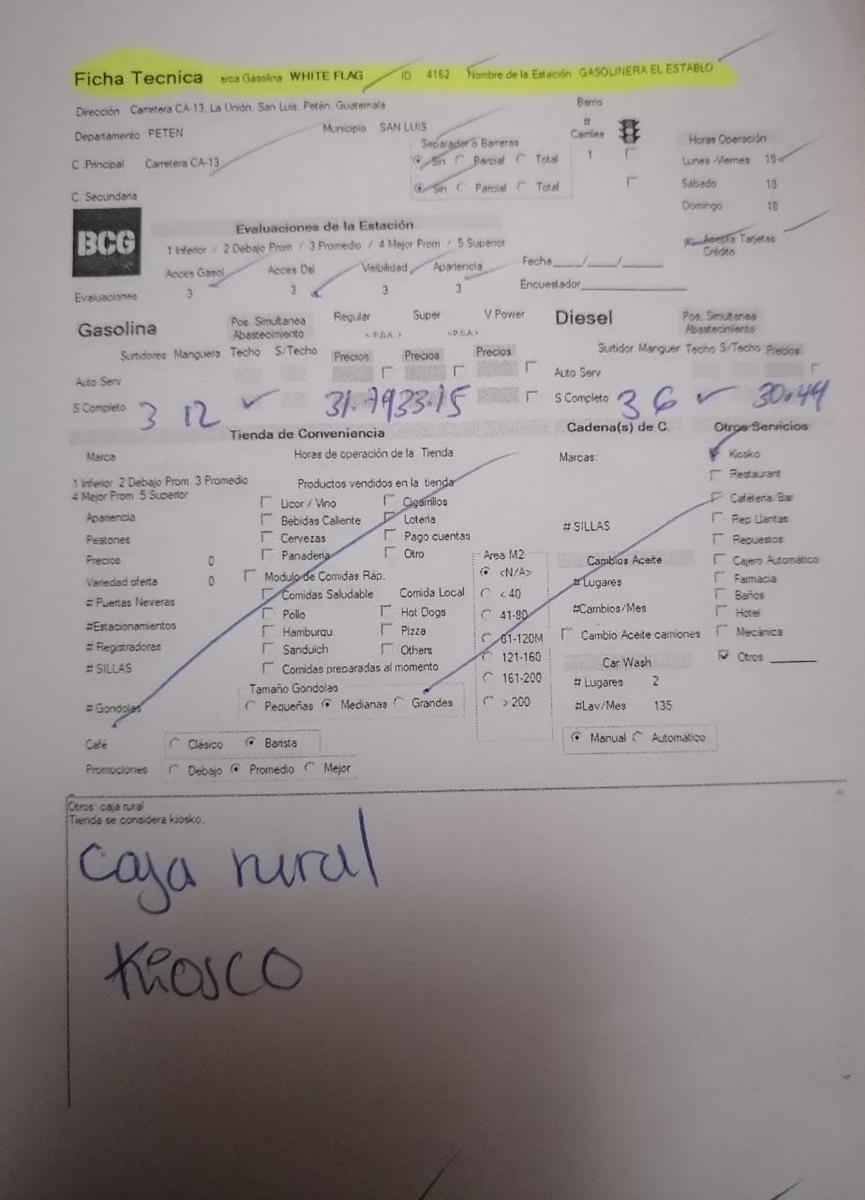 Ficha Tecnica arca Gasolina WHITE FLAG ID 4162 Nombre de la Estación GASOLINERA EL ESTABLO
Dirección Carretera CA-13, La Unión, San Luis, Petén, Guatemala
Departamento PETEN Municipio SAN LUIS
Barrio
# Carriles
1
Separador o Barreras
Sin Parcial Total
Sin Parcial Total
C Principal Carretera CA-13
C. Secundaria
Horas Operación
Lunes -Viernes 18
Sábado 18
Domingo 18
Acepta Tarjetas
Crédito
BCG
Evaluaciones de la Estación
1 Inferior / 2 Debajo Prom / 3 Promedio / 4 Mejor Prom / 5 Superior
Acces Gasol Acces Dsl Visibilidad Apariencia
Evaluaciones 3 3 3 3
Fecha___/___/___
Encuestador
Gasolina
Pos. Simultanea
Abastecimiento
Regular Super V Power
Surtidores Manguera Techo S/Techo Precios Precios Precios
Auto Serv
S Completo 3 12 ✓ 31.79 33.15
Diesel
Pos. Simultanea
Abastecimiento
Surtidor Manguer Techo S/Techo Precios
Auto Serv
S Completo 3 6 ✓ 30.44
Tienda de Conveniencia
Marca Horas de operación de la Tienda
1 Inferior 2 Debajo Prom 3 Promedio
4 Mejor Prom 5 Superior
Apariencia
Peatones
Precios 0
Variedad oferta 0
# Puertas Neveras
#Estacionamientos
# Registradoras
# SILLAS
# Gondolas
Productos vendidos en la tienda
Licor / Vino Cigarrillos
Bebidas Caliente Loteria
Cervezas Pago cuentas
Panaderia Otro
Modulo de Comidas Ráp.
Comidas Saludable Comida Local
Pollo Hot Dogs
Hamburqu Pizza
Sanduich Others
Comidas preparadas al momento
Tamaño Gondolas
Pequeñas Medianas Grandes
Area M2
<N/A>
< 40
41-80
81-120M
121-160
161-200
> 200
Café Clásico Barista
Promociones Debajo Promedio Mejor
Cadena(s) de C.
Marcas:
# SILLAS
Cambios Aceite
# Lugares
#Cambios/Mes
Cambio Aceite camiones
Car Wash
# Lugares 2
#Lav/Mes 135
Manual Automático
Otros Servicios
Kiosko
Restaurant
Cafeteria/Bar
Rep Llantas
Repuestos
Cajero Automático
Farmacia
Baños
Hotel
Mecánica
Otros
Otros: caja rural
Tienda se considera kiosko.
Caja rural
Kiosco